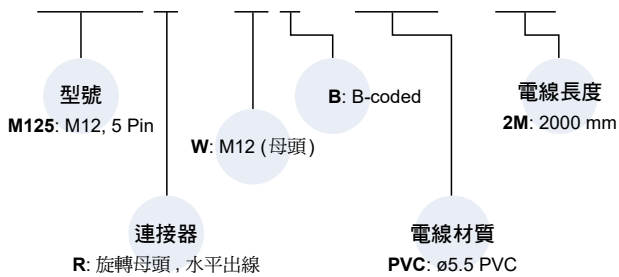 型號
M125: M12, 5 Pin
B: B-coded
電線長度
2M: 2000 mm
W: M12 (母頭)
連接器
R: 旋轉母頭 , 水平出線
電線材質
PVC: ø5.5 PVC